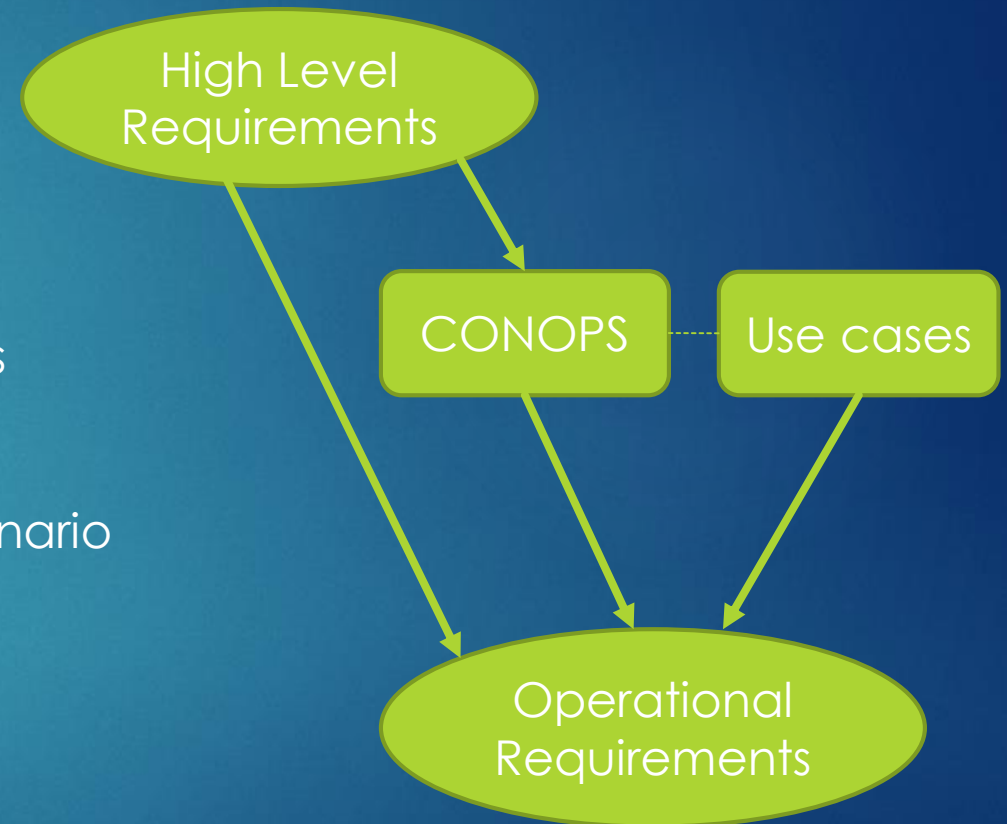 High Level
Requirements
CONOPS
Use cases
s
nario
Operational
Requirements